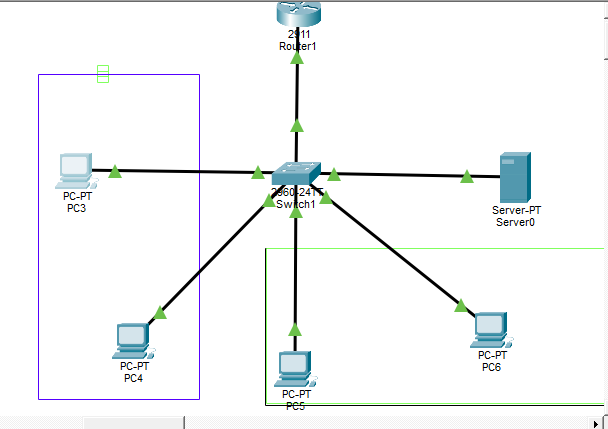 2911
Router1
PC-PT
PC3
2960-24TT
Switch1
Server-PT
Server0
PC-PT
PC4
PC-PT
PC5
PC-PT
PC6